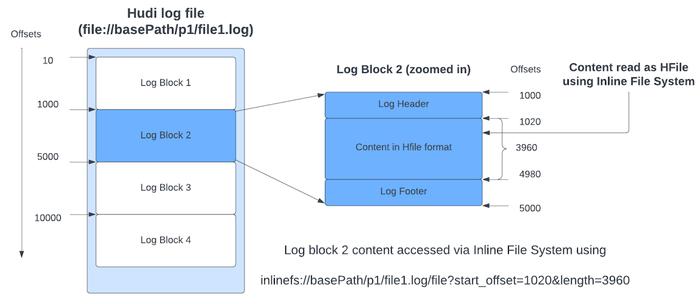 Hudi log file
(file://basePath/p1/file1.log)
Offsets
10
Log Block 1
1000
Log Block 2
5000
Log Block 3
10000
Log Block 4
Log Block 2 (zoomed in)
Offsets
Content read as HFile
using Inline File System
1000
Log Header
1020
Content in Hfile format
3960
4980
Log Footer
5000
Log block 2 content accessed via Inline File System using
inlinefs://basePath/p1/file1.log/file?start_offset=1020&length=3960